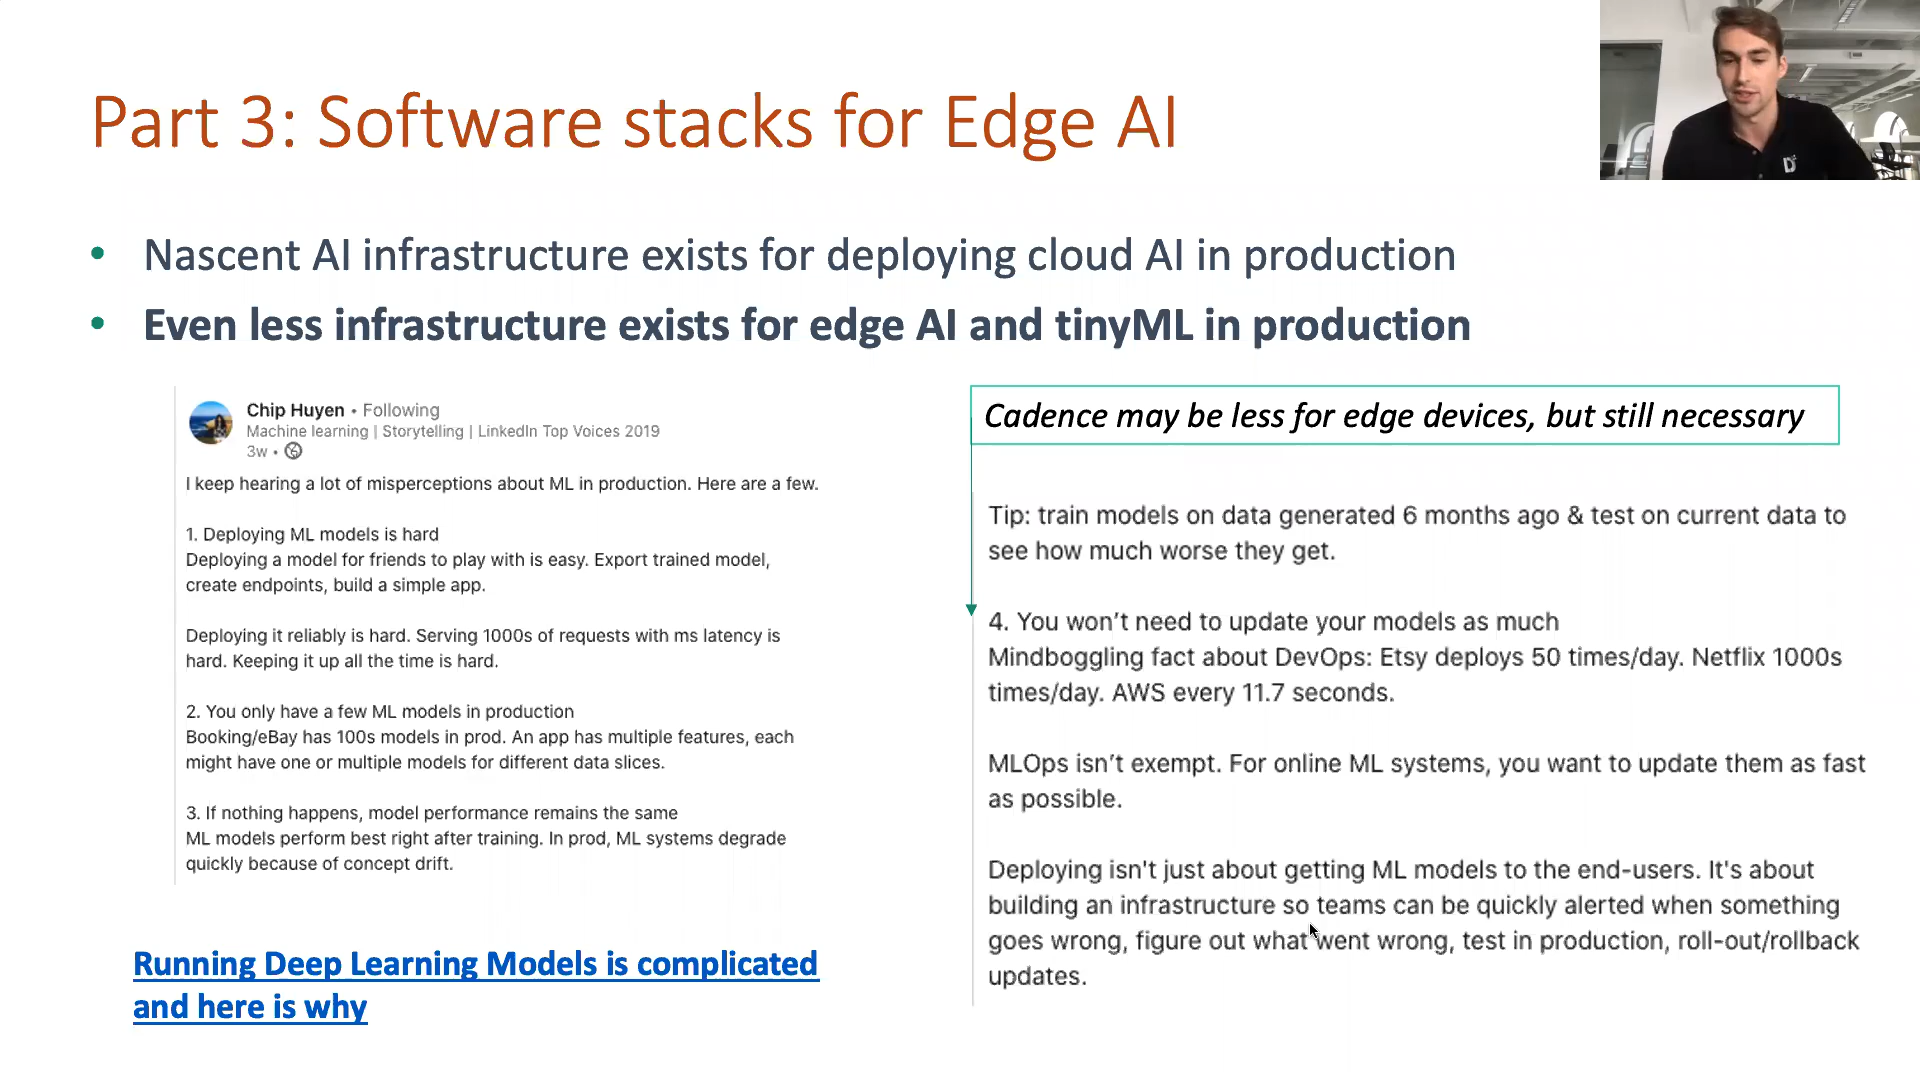 Part 3: Software stacks for Edge AI
• Nascent AI infrastructure exists for deploying cloud AI in production
• Even less infrastructure exists for edge AI and tinyML in production
Chip Huyen • Following
Machine learning | Storytelling | LinkedIn Top Voices 2019
3w •
I keep hearing a lot of misperceptions about ML in production. Here are a few.
1. Deploying ML models is hard
Deploying a model for friends to play with is easy. Export trained model,
create endpoints, build a simple app.
Deploying it reliably is hard. Serving 1000s of requests with ms latency is
hard. Keeping it up all the time is hard.
2. You only have a few ML models in production
Booking/eBay has 100s models in prod. An app has multiple features, each
might have one or multiple models for different data slices.
3. If nothing happens, model performance remains the same
ML models perform best right after training. In prod, ML systems degrade
quickly because of concept drift.
Running Deep Learning Models is complicated
and here is why
Cadence may be less for edge devices, but still necessary
Tip: train models on data generated 6 months ago & test on current data to
see how much worse they get.
4. You won't need to update your models as much
Mindboggling fact about DevOps: Etsy deploys 50 times/day. Netflix 1000s
times/day. AWS every 11.7 seconds.
MLOps isn't exempt. For online ML systems, you want to update them as fast
as possible.
Deploying isn't just about getting ML models to the end-users. It's about
building an infrastructure so teams can be quickly alerted when something
goes wrong, figure out what went wrong, test in production, roll-out/rollback
updates.
D